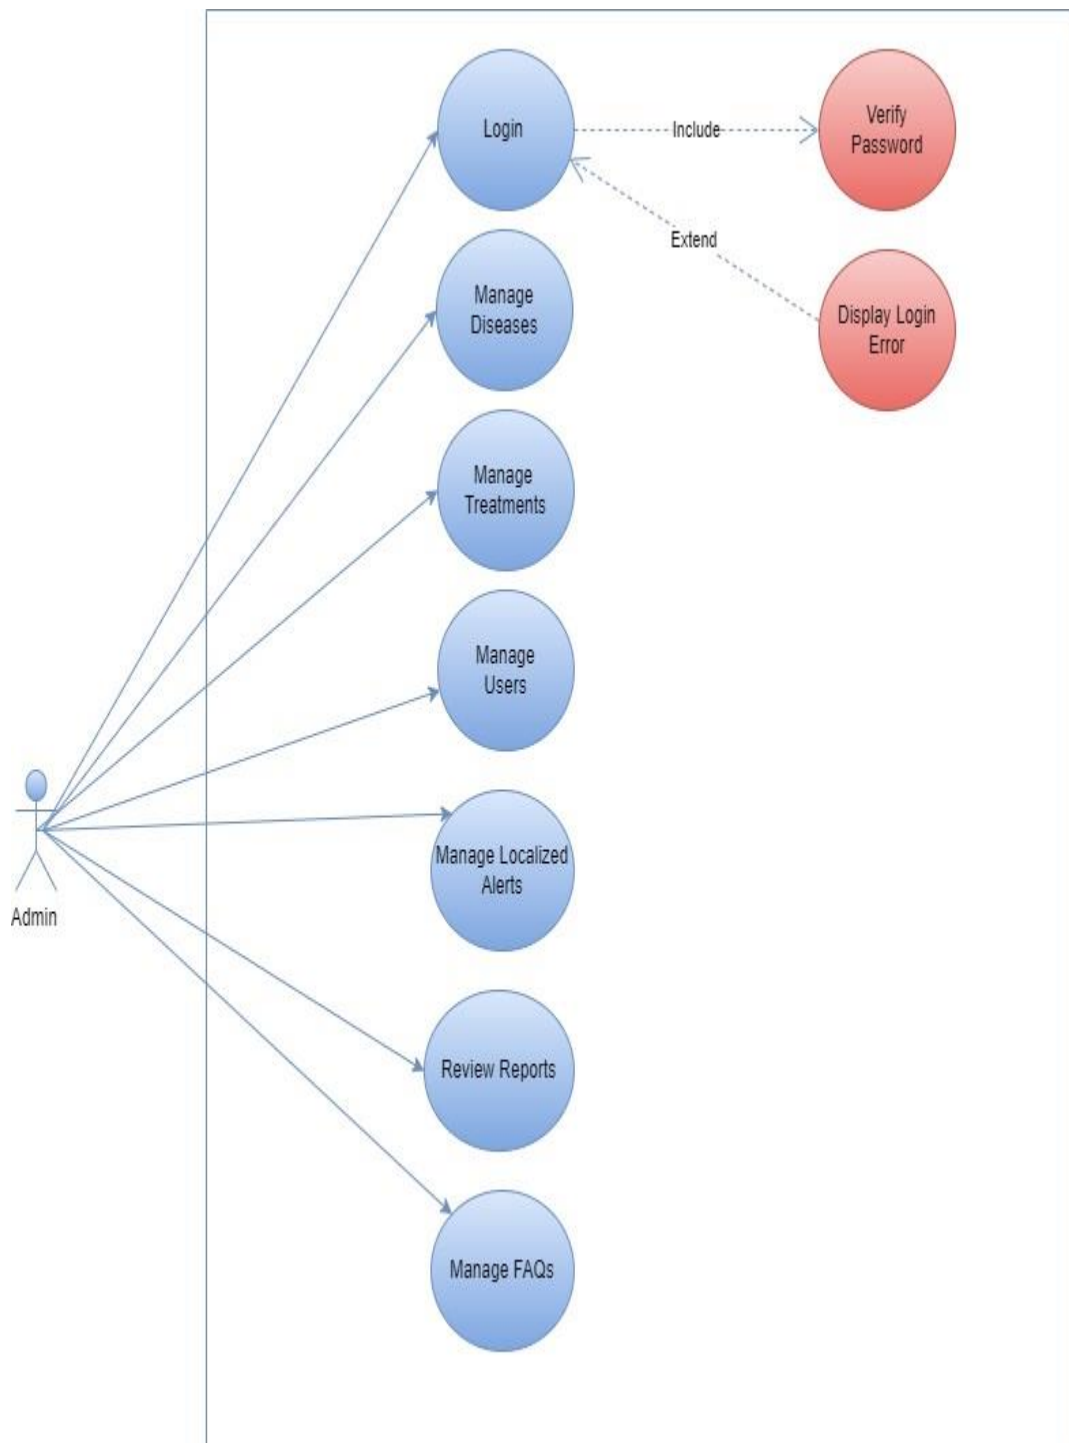 Login
Include
Verify
Password
Extend
Manage
Diseases
Display Login
Error
Manage
Treatments
Manage
Users
Manage Localized
Alerts
Admin
Review Reports
Manage FAQs